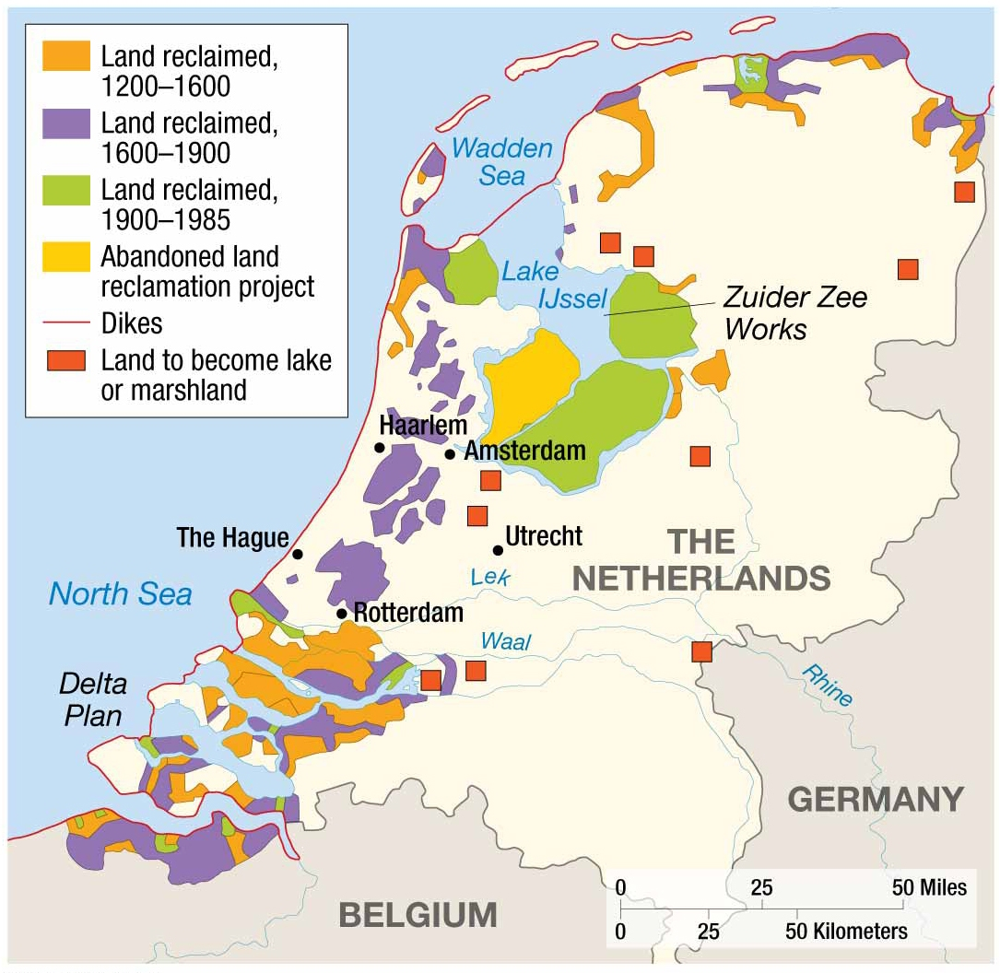 Land reclaimed,
1200–1600
Land reclaimed,
1600–1900
Land reclaimed,
1900–1985
Abandoned land
reclamation project
Dikes
Land to become lake
or marshland
Wadden
Sea
Lake
IJssel
Zuider Zee
Works
Haarlem
Amsterdam
The Hague
Utrecht
THE
NETHERLANDS
North Sea
Lek
Rotterdam
Waal
Delta
Plan
Rhine
GERMANY
BELGIUM
0 25 50 Miles
0 25 50 Kilometers